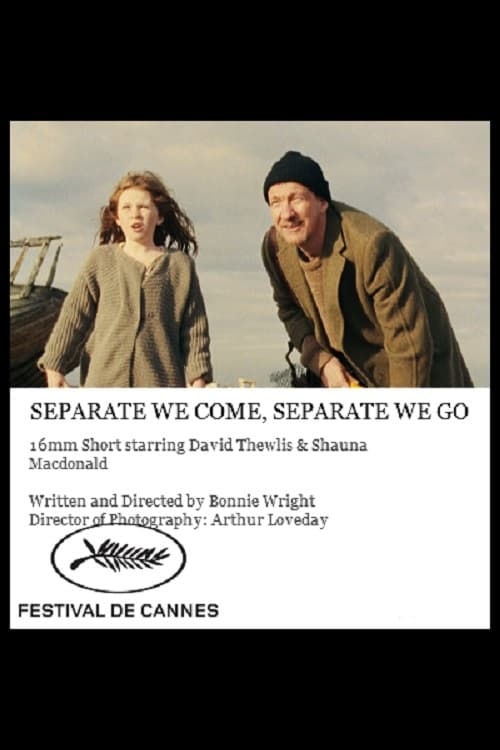 SEPARATE WE COME, SEPARATE WE GO
16mm Short starring David Thewlis & Shauna
Macdonald
Written and Directed by Bonnie Wright
Director of Photography: Arthur Loveday
FESTIVAL DE CANNES